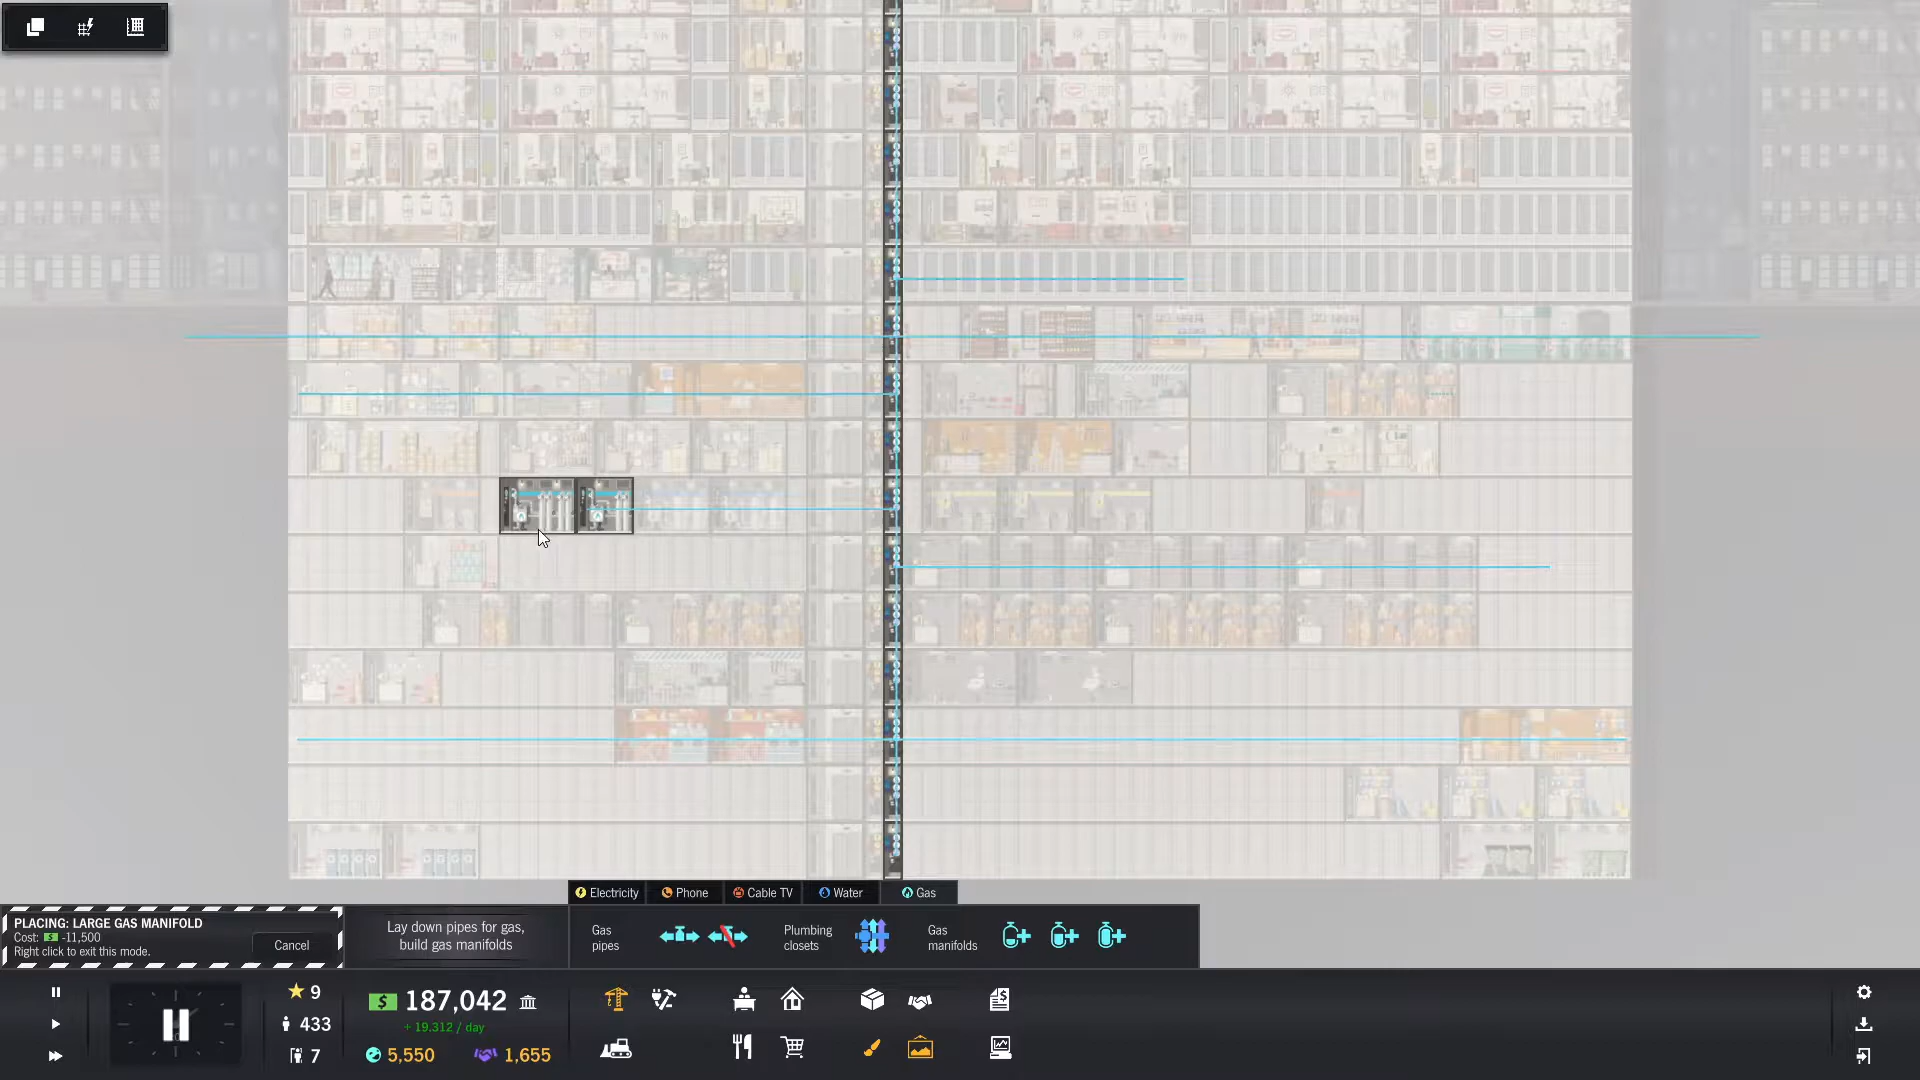 Electricity
Phone
Cable TV
Water
Gas
PLACING: LARGE GAS MANIFOLD
Cost: $ -11,500
Right click to exit this mode.
Cancel
Lay down pipes for gas,
build gas manifolds
Gas
pipes
Plumbing
closets
Gas
manifolds
9
433
7
$ 187,042
+ 19.312 / day
5,550
1,655